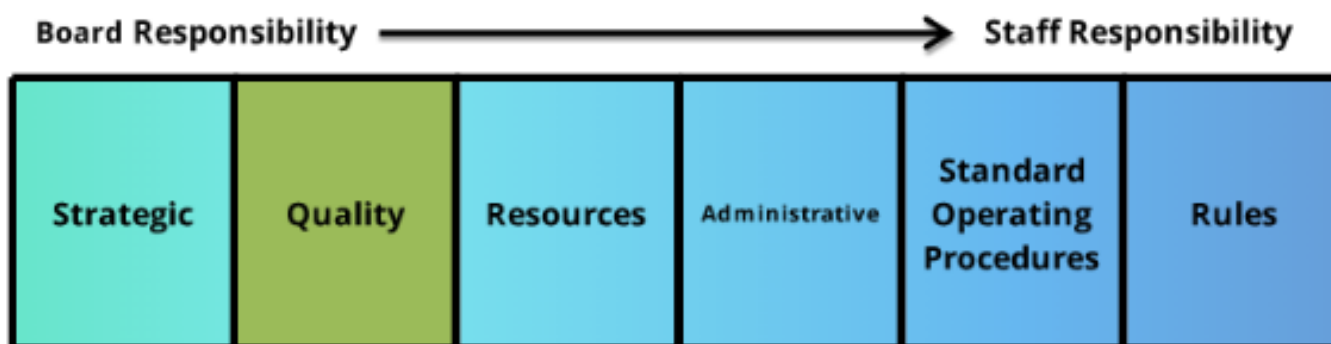 Board Responsibility
Staff Responsibility
Strategic
Quality
Resources
Administrative
Standard
Operating
Procedures
Rules